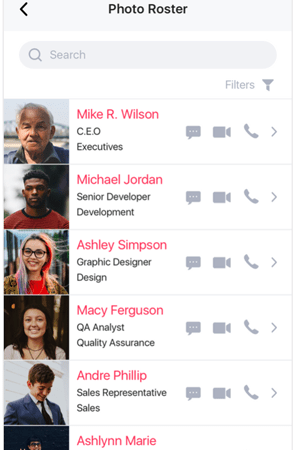 Photo Roster
Search
Filters
Mike R. Wilson
C.E.O
Executives
Michael Jordan
Senior Developer
Development
Ashley Simpson
Graphic Designer
Design
Macy Ferguson
QA Analyst
Quality Assurance
Andre Phillip
Sales Representative
Sales
Ashlynn Marie